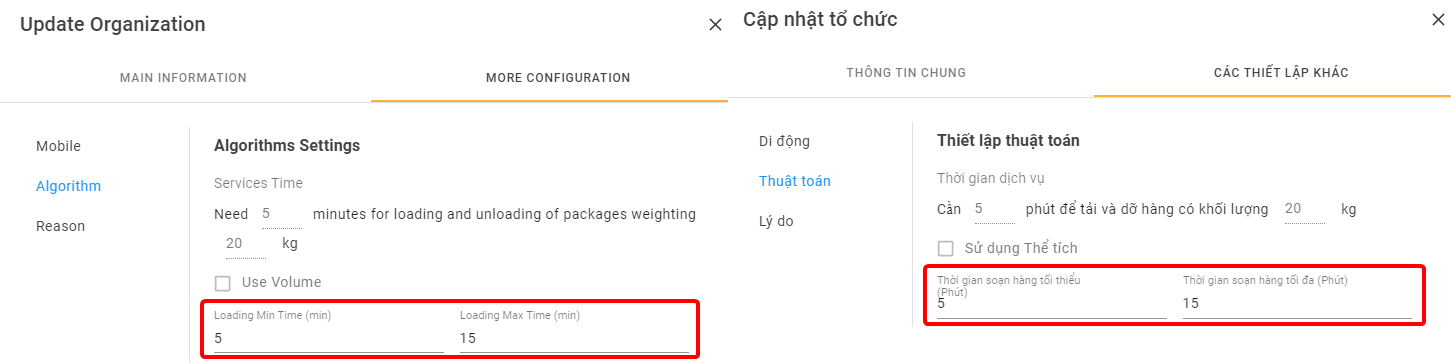 Update Organization
MAIN INFORMATION
MORE CONFIGURATION
Mobile
Algorithm
Reason
Algorithms Settings
Services Time
Need 5 minutes for loading and unloading of packages weighting
20 kg
Use Volume
Loading Min Time (min)
5
Loading Max Time (min)
15
Cập nhật tổ chức
THÔNG TIN CHUNG
CÁC THIẾT LẬP KHÁC
Di động
Thuật toán
Lý do
Thiết lập thuật toán
Thời gian dịch vụ
Cần 5 phút để tải và dỡ hàng có khối lượng 20 kg
Sử dụng Thể tích
Thời gian soạn hàng tối thiểu
(Phút)
5
Thời gian soạn hàng tối đa (Phút)
15